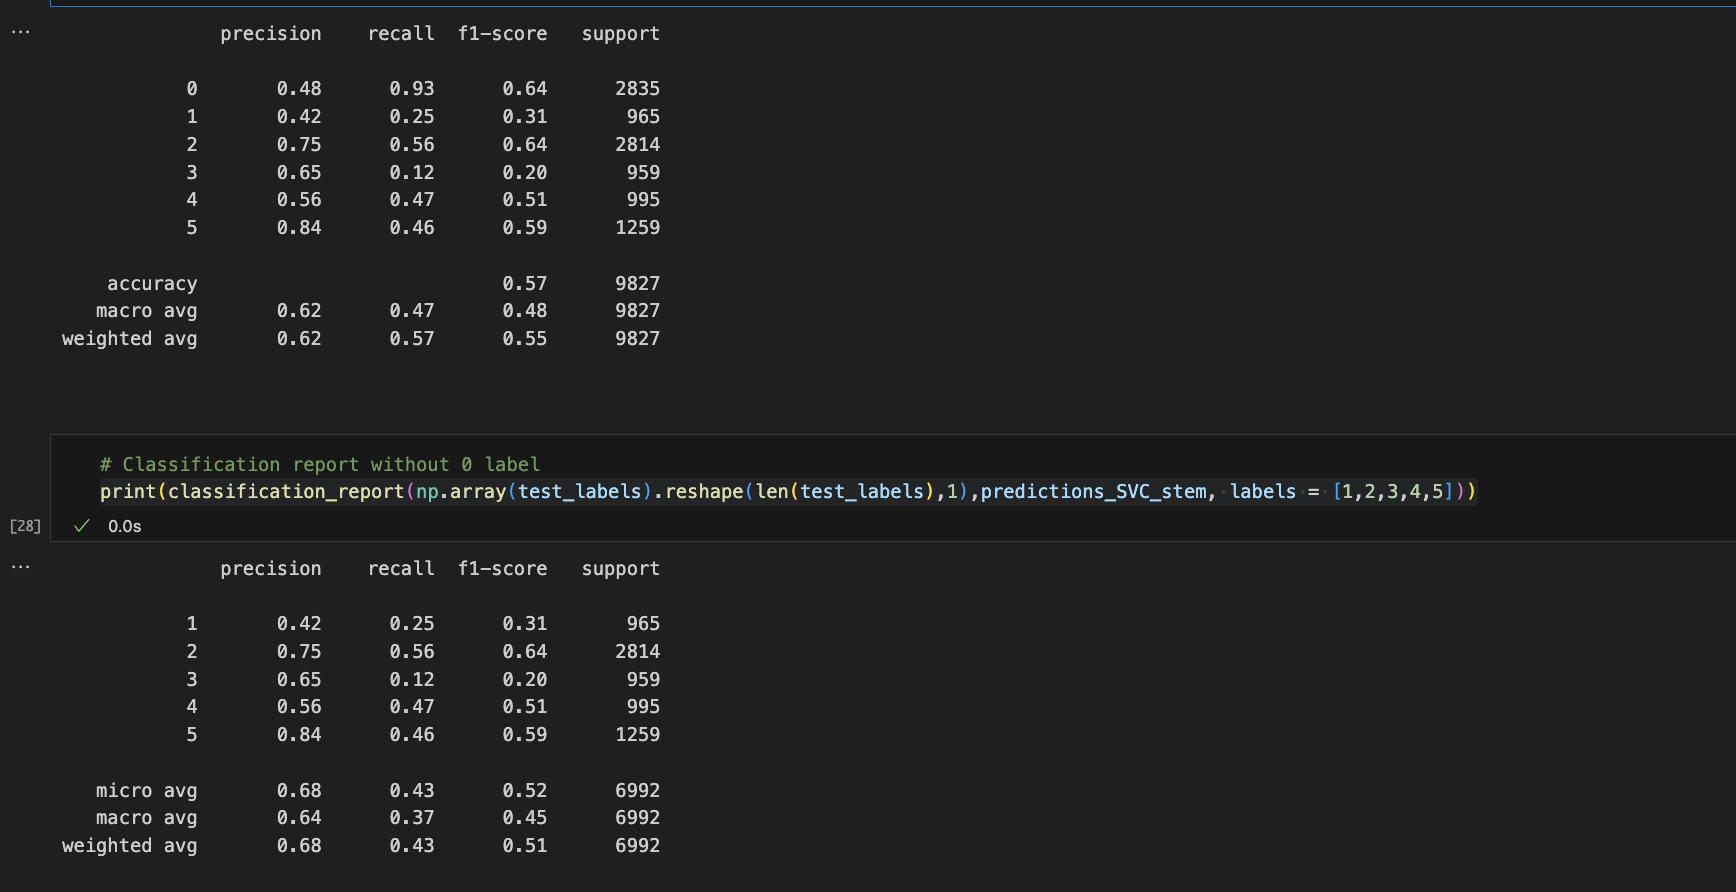 ...
precision recall f1-score support
0 0.48 0.93 0.64 2835
1 0.42 0.25 0.31 965
2 0.75 0.56 0.64 2814
3 0.65 0.12 0.20 959
4 0.56 0.47 0.51 995
5 0.84 0.46 0.59 1259
accuracy 0.57 9827
macro avg 0.62 0.47 0.48 9827
weighted avg 0.62 0.57 0.55 9827
# Classification report without 0 label
print(classification_report(np.array(test_labels).reshape(len(test_labels),1),predictions_SVC_stem, labels = [1,2,3,4,5]))
[28] ✓ 0.0s
...
precision recall f1-score support
1 0.42 0.25 0.31 965
2 0.75 0.56 0.64 2814
3 0.65 0.12 0.20 959
4 0.56 0.47 0.51 995
5 0.84 0.46 0.59 1259
micro avg 0.68 0.43 0.52 6992
macro avg 0.64 0.37 0.45 6992
weighted avg 0.68 0.43 0.51 6992